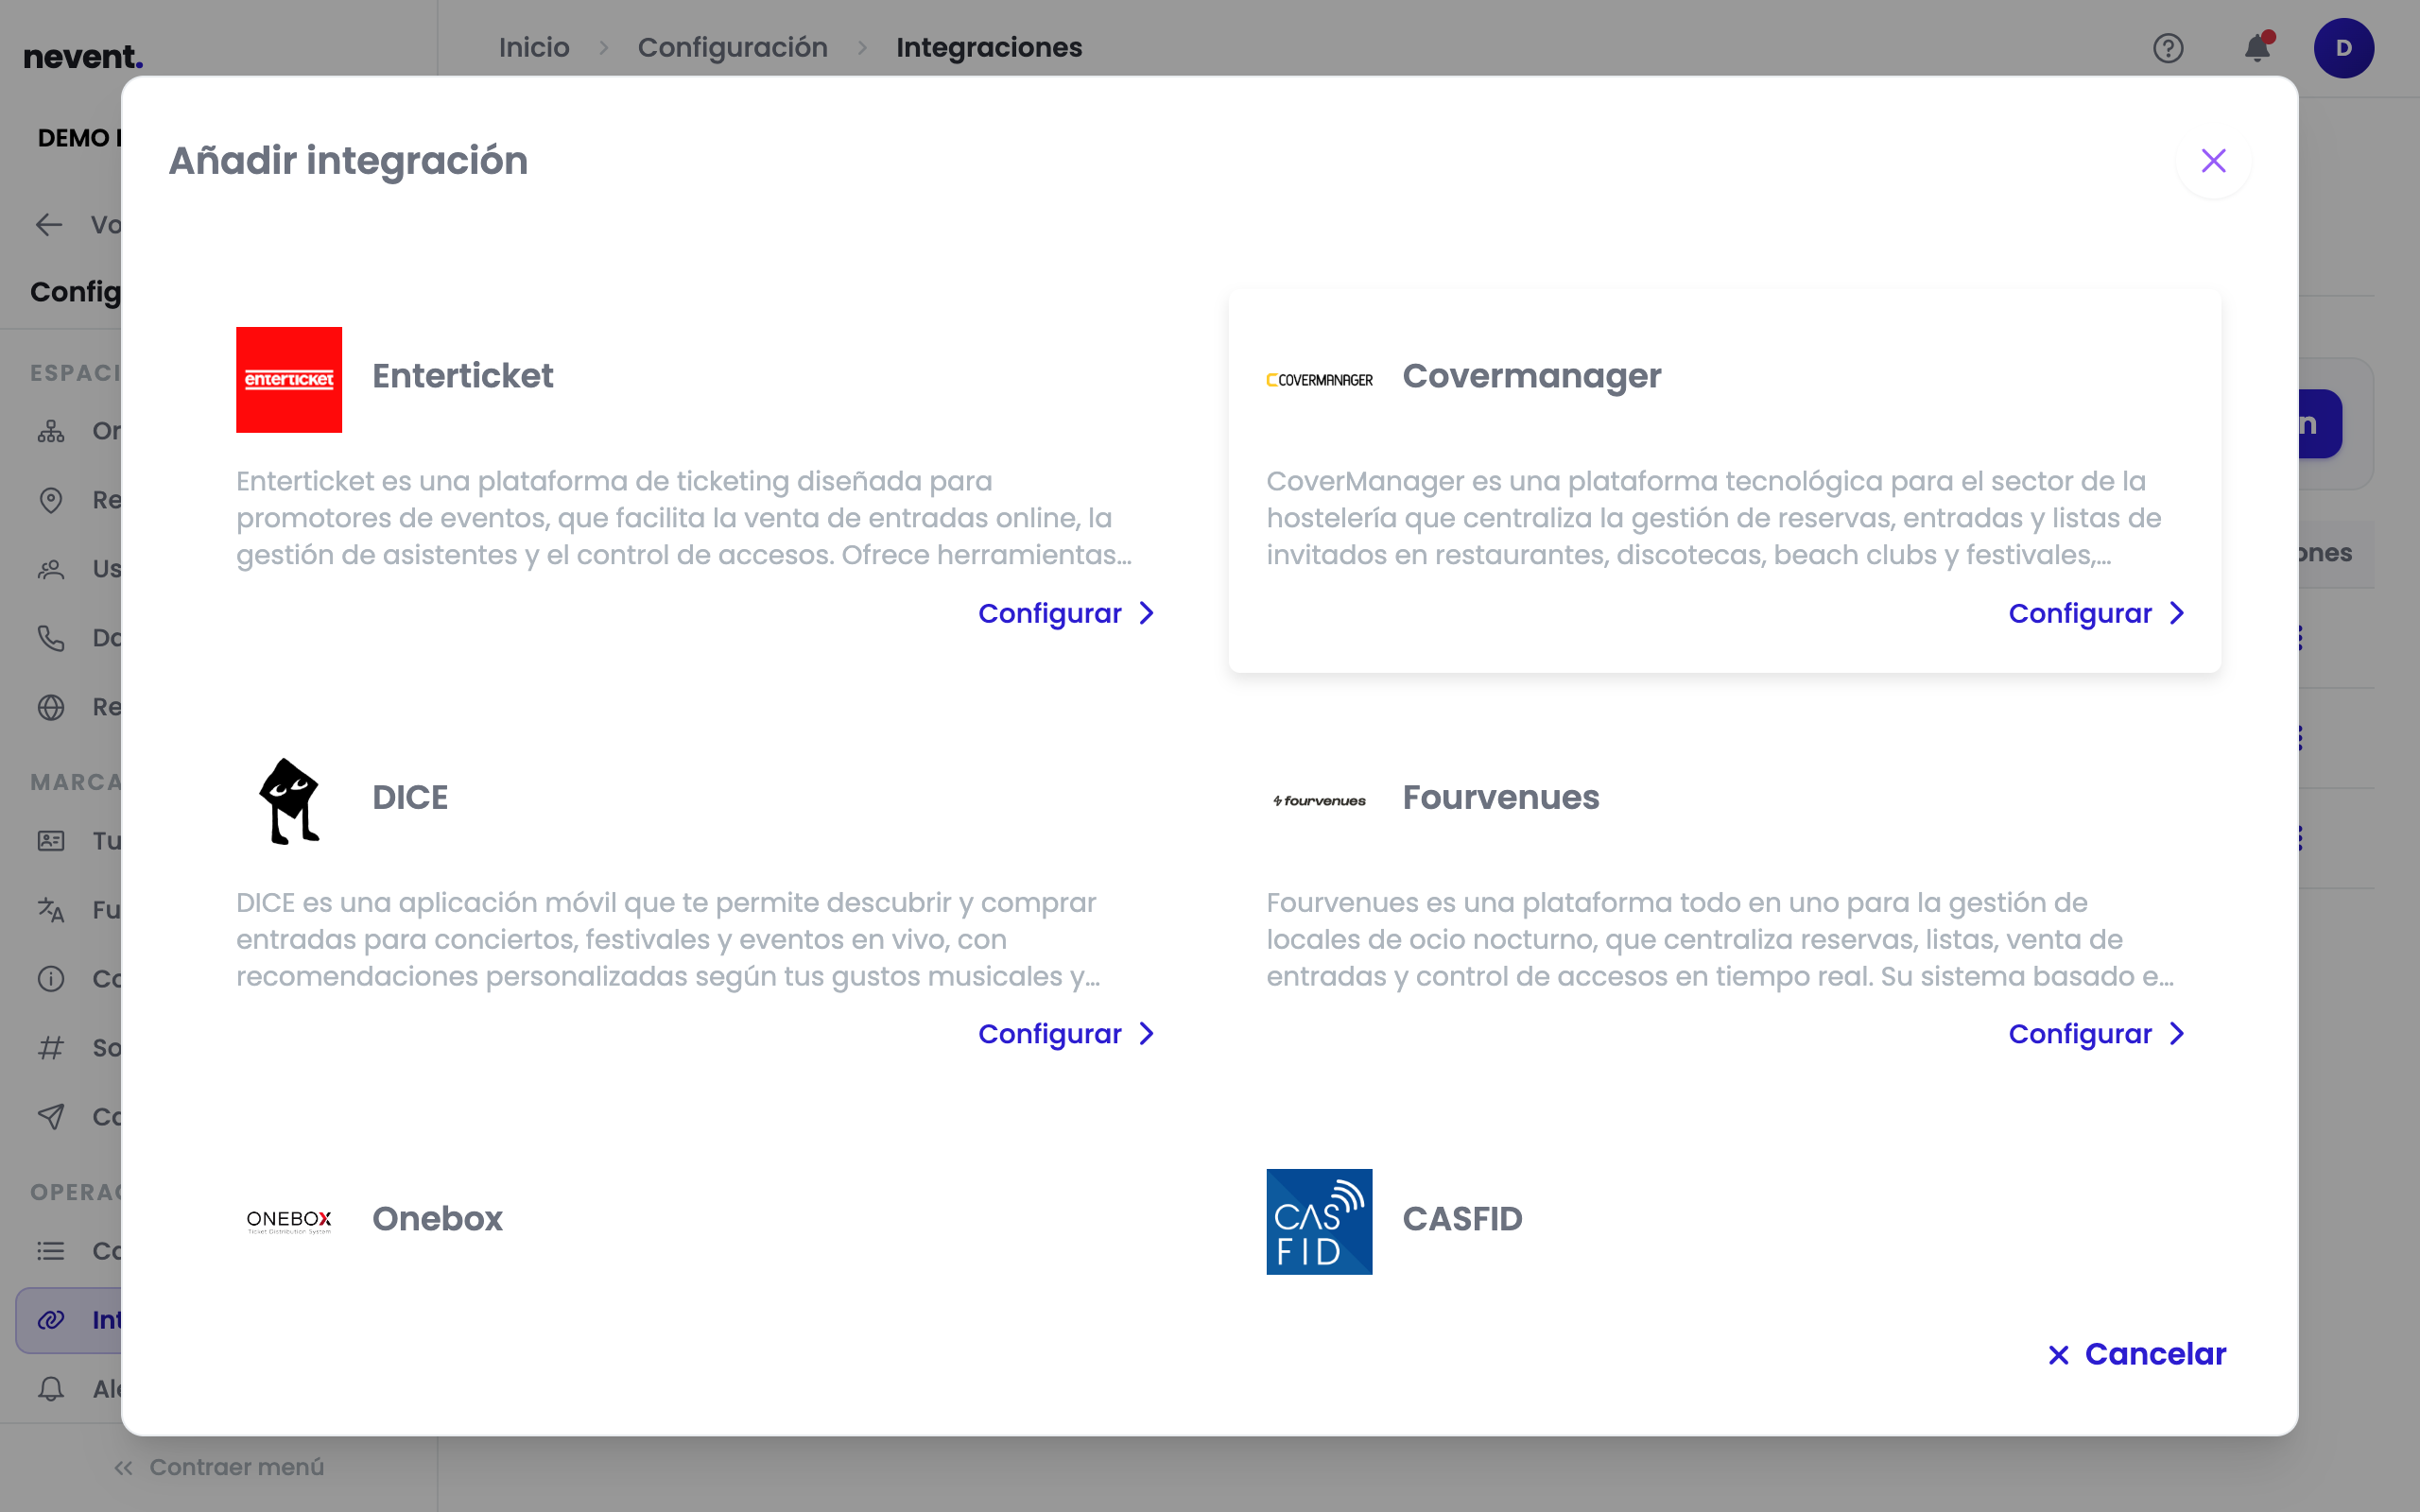 nevent.
Inicio > Configuración > Integraciones
D
DEMO
Añadir integración
Config
ESPACI
MARCA
OPERAC
Contraer menú
enterticket
Enterticket
Enterticket es una plataforma de ticketing diseñada para
promotores de eventos, que facilita la venta de entradas online, la
gestión de asistentes y el control de accesos. Ofrece herramientas...
Configurar
COVERMANAGER
Covermanager
CoverManager es una plataforma tecnológica para el sector de la
hostelería que centraliza la gestión de reservas, entradas y listas de
invitados en restaurantes, discotecas, beach clubs y festivales,...
Configurar
DICE
DICE es una aplicación móvil que te permite descubrir y comprar
entradas para conciertos, festivales y eventos en vivo, con
recomendaciones personalizadas según tus gustos musicales y...
Configurar
fourvenues
Fourvenues
Fourvenues es una plataforma todo en uno para la gestión de
locales de ocio nocturno, que centraliza reservas, listas, venta de
entradas y control de accesos en tiempo real. Su sistema basado e...
Configurar
ONEBOX
Ticket Distribution System
Onebox
CAS
FID
CASFID
Cancelar